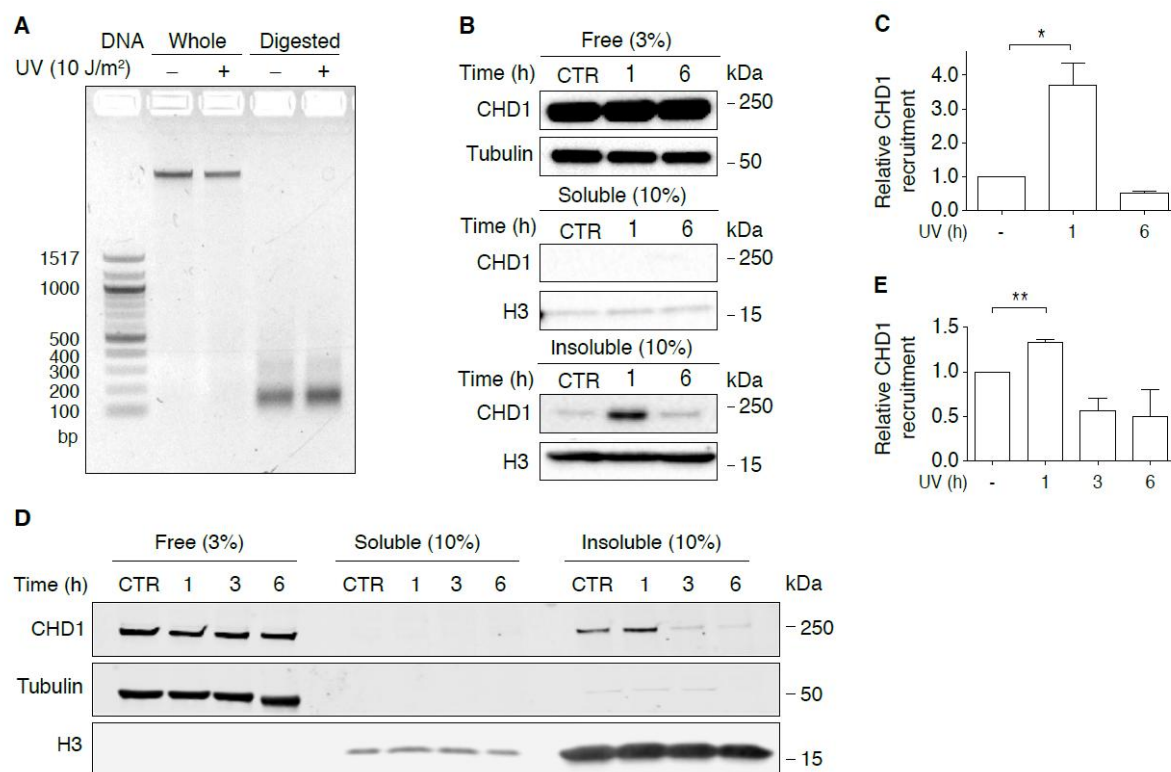 A
DNA Whole Digested
UV (10 J/m²) – + – +
1517
1000
500
400
300
200
100
bp
B
Free (3%)
Time (h) CTR 1 6 kDa
CHD1 - 250
Tubulin - 50
Soluble (10%)
Time (h) CTR 1 6 kDa
CHD1 - 250
H3 - 15
Insoluble (10%)
Time (h) CTR 1 6 kDa
CHD1 - 250
H3 - 15
C
*
Relative CHD1
recruitment
4.0
3.0
2.0
1.0
0.0
UV (h) - 1 6
E
**
Relative CHD1
recruitment
1.5
1.0
0.5
0.0
UV (h) - 1 3 6
D
Free (3%) Soluble (10%) Insoluble (10%)
Time (h) CTR 1 3 6 CTR 1 3 6 CTR 1 3 6 kDa
CHD1 - 250
Tubulin - 50
H3 - 15